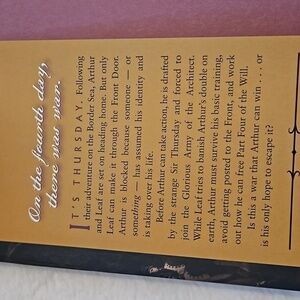 On the fourth day,
there was war.
IT'S THURSDAY. Following
their adventure on the Border Sea, Arthur
and Leaf are set on heading home. But only
Leaf can make it through the Front Door.
Arthur is blocked because someone — or
something — has assumed his identity and
is taking over his life.
Before Arthur can take action, he is drafted
by the strange Sir Thursday and forced to
join the Glorious Army of the Architect.
While Leaf tries to banish Arthur's double on
earth, Arthur must survive his basic training,
avoid getting posted to the Front, and work
out how he can free Part Four of the Will.
Is this a war that Arthur can win . . . or
is his only hope to escape it?